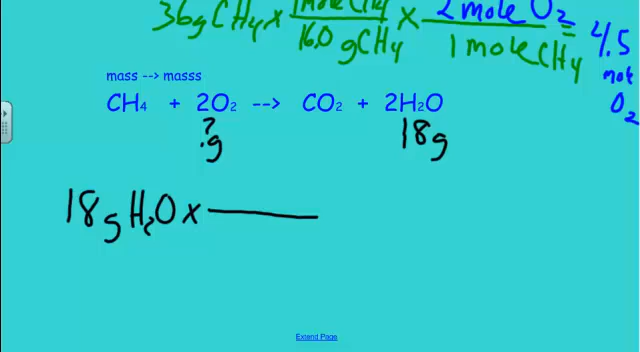 36g CH4 x 1 mole CH4 / 16.0 g CH4 x 2 mole O2 / 1 mole CH4 = 4.5 mole O2
mass --> masss
CH4 + 2O2 --> CO2 + 2H2O
?g 18g
18g H2O x
Extend Page